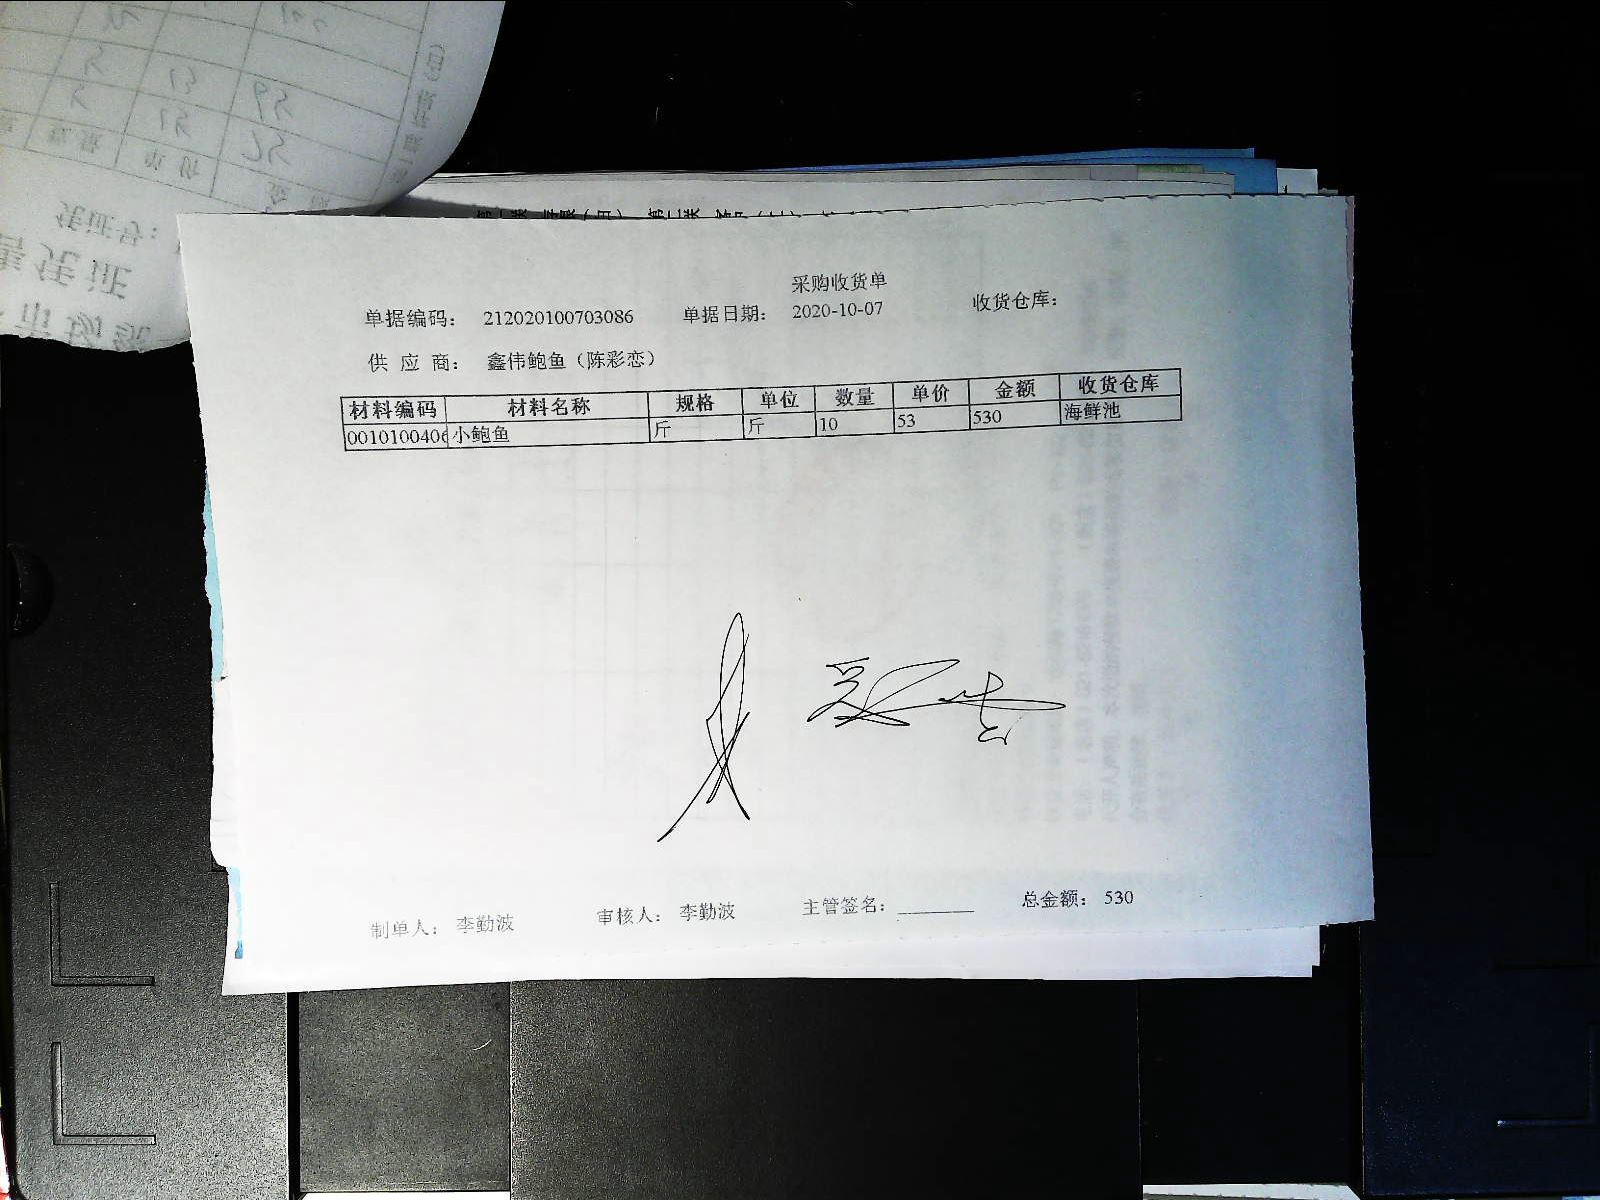 采购收货单
单据编码： 212020100703086 单据日期： 2020-10-07 收货仓库：
供 应 商： 鑫伟鲍鱼（陈彩恋）
材料编码 材料名称 规格 单位 数量 单价 金额 收货仓库
0010100406 小鲍鱼 斤 斤 10 53 530 海鲜池
制单人： 李勤波 审核人： 李勤波 主管签名： ________ 总金额： 530